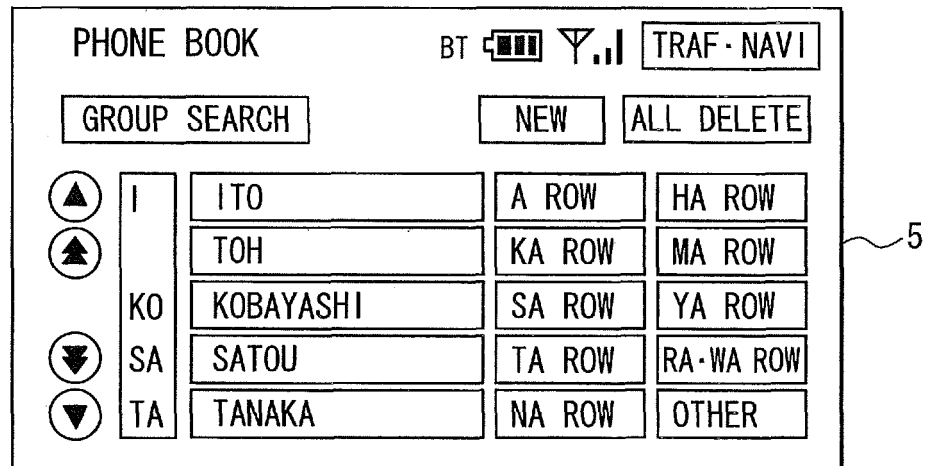 PHONE BOOK BT TRAF·NAVI
GROUP SEARCH NEW ALL DELETE
I ITO A ROW HA ROW
TOH KA ROW MA ROW
KO KOBAYASHI SA ROW YA ROW
SA SATOU TA ROW RA·WA ROW
TA TANAKA NA ROW OTHER
5